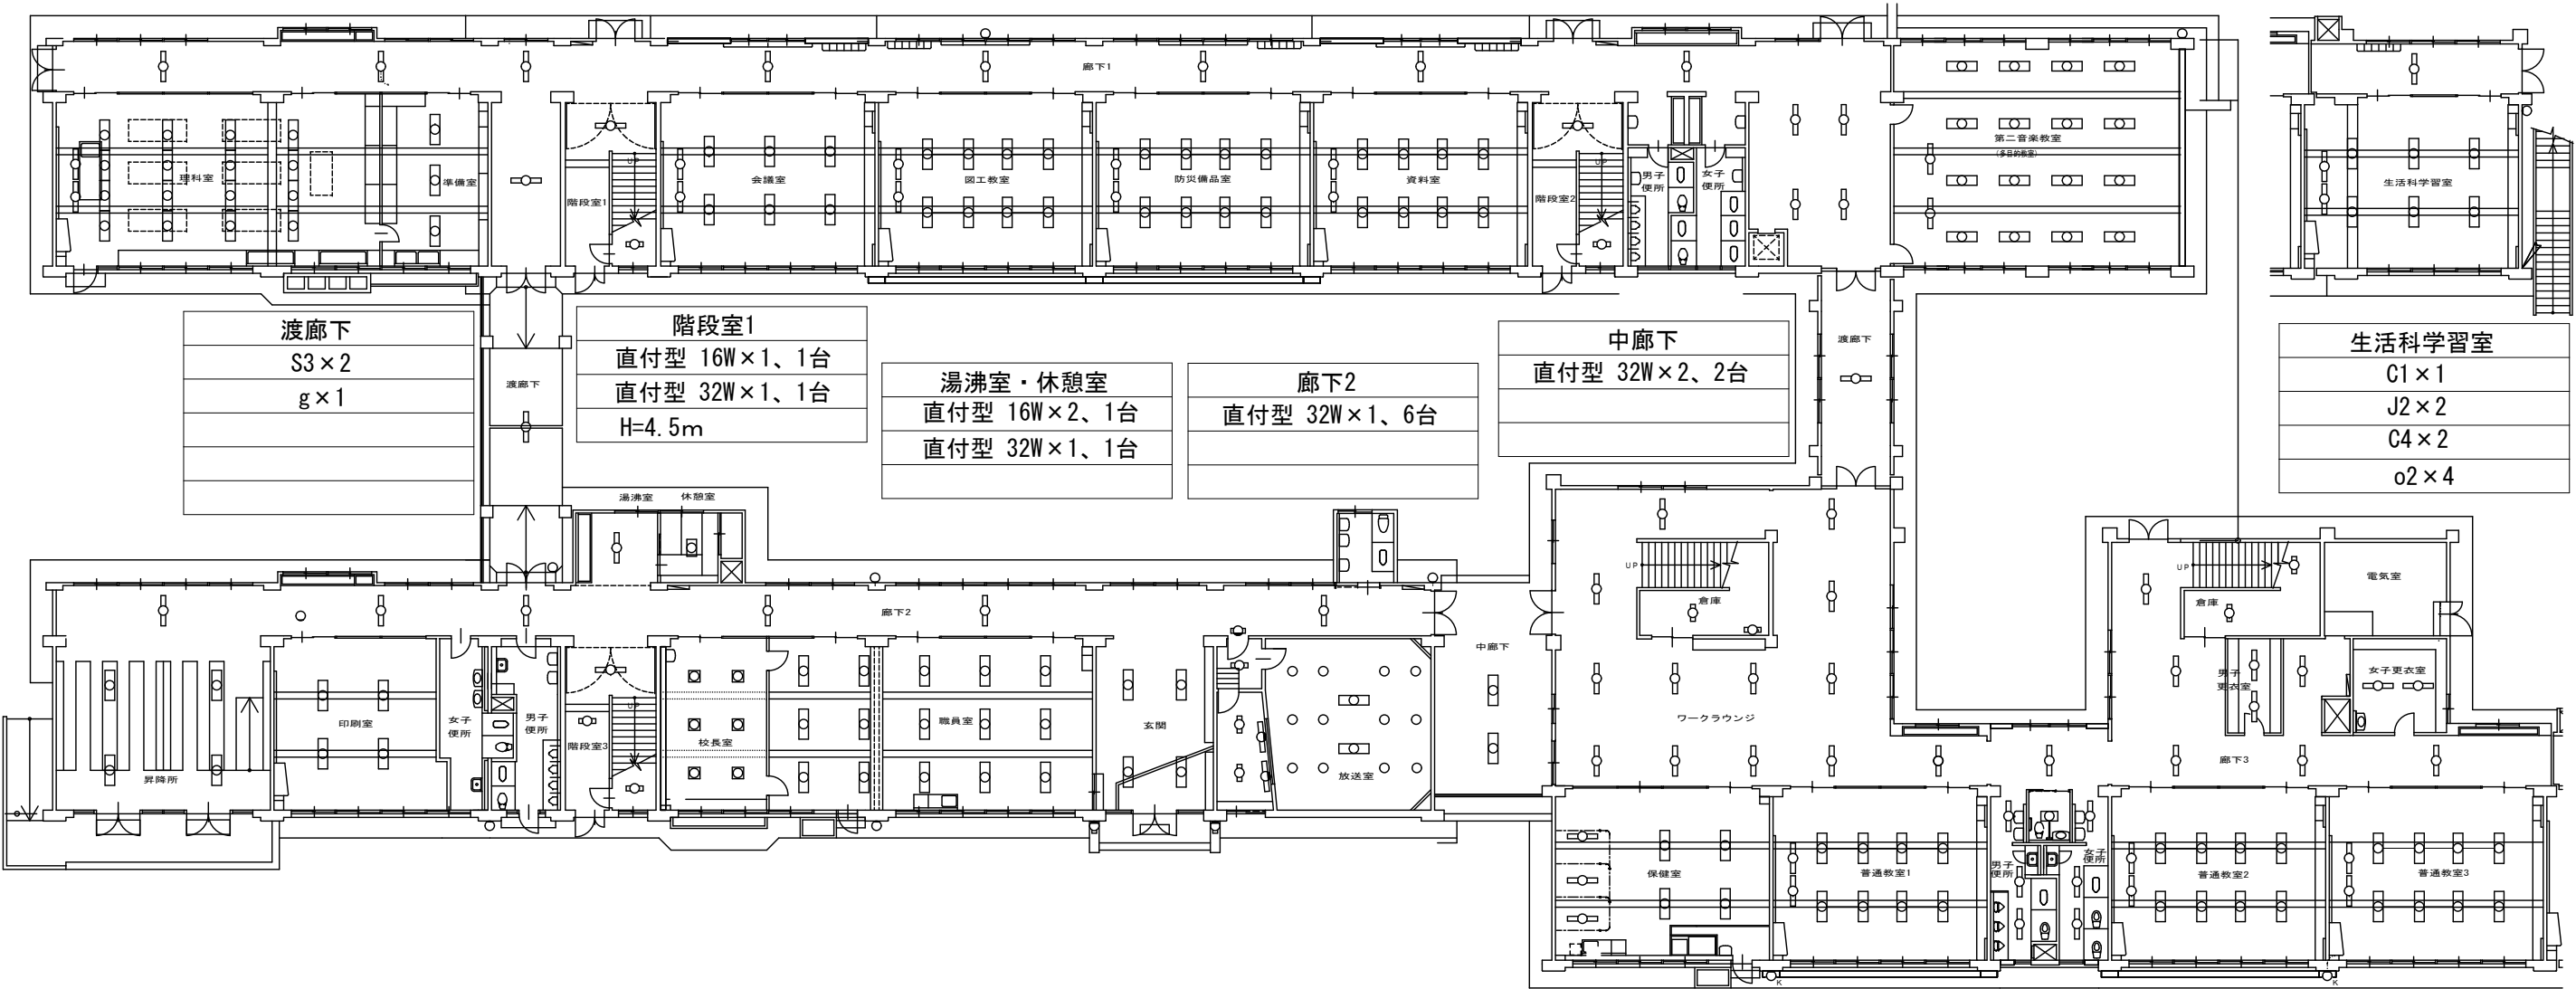 廊下1
理科室
準備室
階段室1
UP
会議室
図工教室
防災備品室
資料室
階段室2
UP
男子
便所
女子
便所
第二音楽教室
(多目的教室)
生活科学習室
渡廊下
S3×2
g×1
渡廊下
階段室1
直付型 16W×1、1台
直付型 32W×1、1台
H=4.5m
湯沸室・休憩室
直付型 16W×2、1台
直付型 32W×1、1台
廊下2
直付型 32W×1、6台
中廊下
直付型 32W×2、2台
渡廊下
生活科学習室
C1×1
J2×2
C4×2
o2×4
湯沸室
休憩室
廊下2
昇降所
印刷室
女子
便所
男子
便所
階段室3
UP
校長室
職員室
玄関
放送室
中廊下
UP
倉庫
ワークラウンジ
UP
倉庫
電気室
男子
更衣室
女子更衣室
廊下3
保健室
普通教室1
男子
便所
女子
便所
普通教室2
普通教室3
K
K